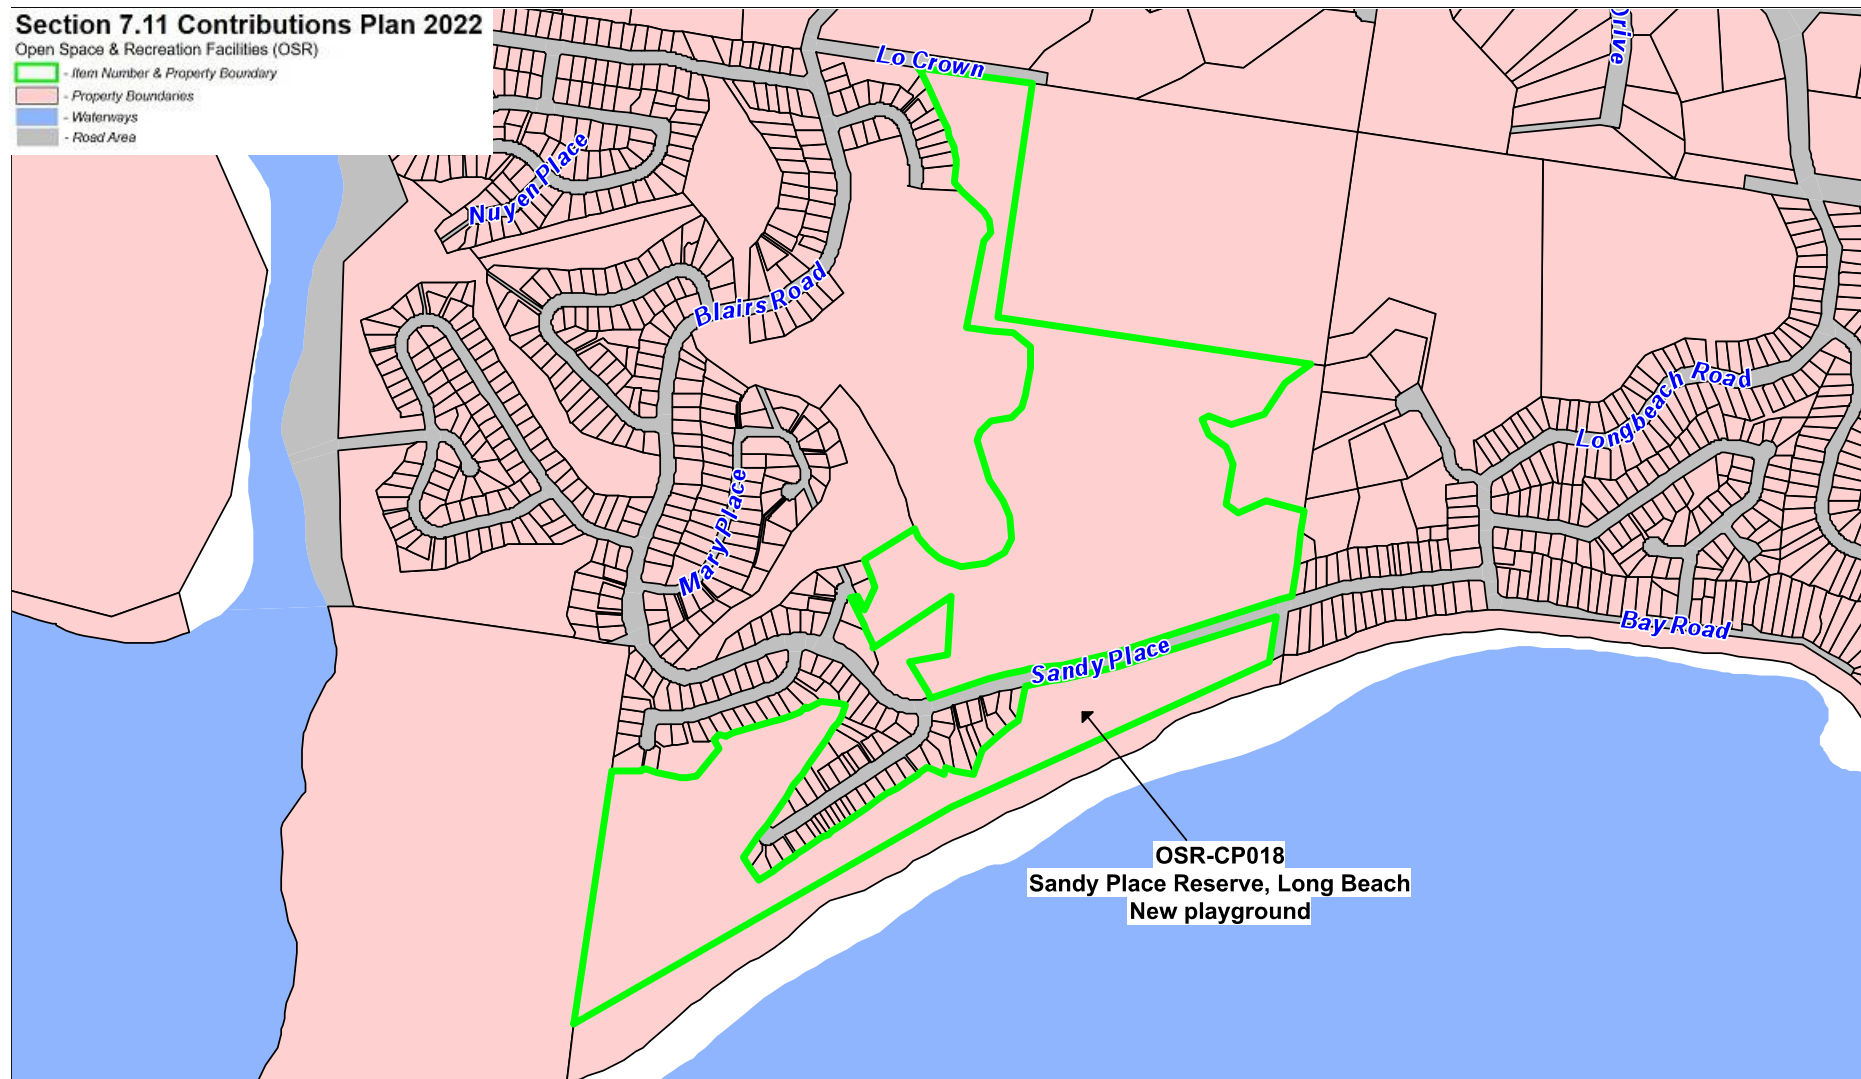 Section 7.11 Contributions Plan 2022
Open Space & Recreation Facilities (OSR)
- Item Number & Property Boundary
- Property Boundaries
- Waterways
- Road Area
Lo Crown
Drive
Nuyen Place
Blairs Road
Longbeach Road
Mary Place
Bay Road
Sandy Place
OSR-CP018
Sandy Place Reserve, Long Beach
New playground